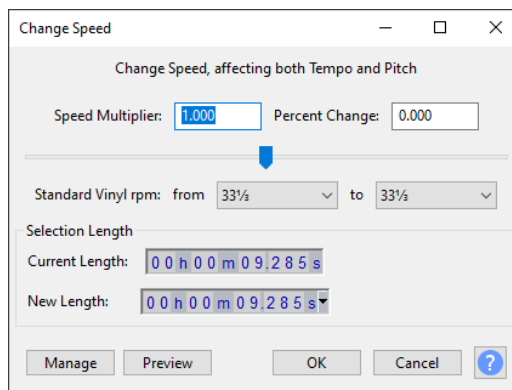 Change Speed
Change Speed, affecting both Tempo and Pitch
Speed Multiplier: 1.000 Percent Change: 0.000
Standard Vinyl rpm: from 33⅓ to 33⅓
Selection Length
Current Length: 00h00m09.285s
New Length: 00h00m09.285s
Manage Preview OK Cancel ?